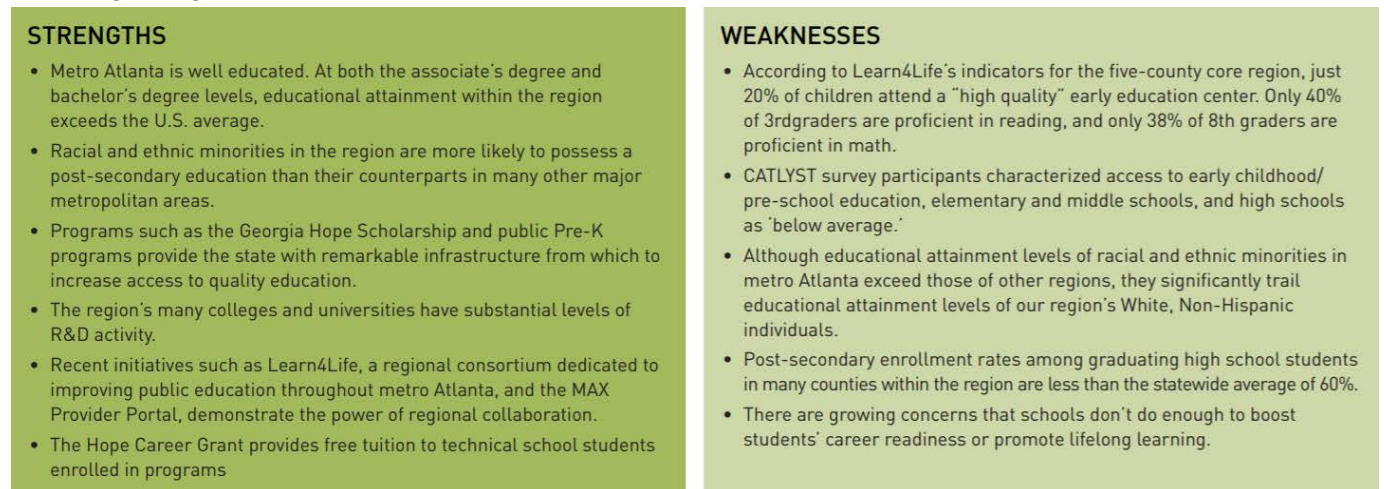 STRENGTHS
• Metro Atlanta is well educated. At both the associate's degree and
bachelor's degree levels, educational attainment within the region
exceeds the U.S. average.
• Racial and ethnic minorities in the region are more likely to possess a
post-secondary education than their counterparts in many other major
metropolitan areas.
• Programs such as the Georgia Hope Scholarship and public Pre-K
programs provide the state with remarkable infrastructure from which to
increase access to quality education.
• The region's many colleges and universities have substantial levels of
R&D activity.
• Recent initiatives such as Learn4Life, a regional consortium dedicated to
improving public education throughout metro Atlanta, and the MAX
Provider Portal, demonstrate the power of regional collaboration.
• The Hope Career Grant provides free tuition to technical school students
enrolled in programs
WEAKNESSES
• According to Learn4Life's indicators for the five-county core region, just
20% of children attend a "high quality" early education center. Only 40%
of 3rdgraders are proficient in reading, and only 38% of 8th graders are
proficient in math.
• CATLYST survey participants characterized access to early childhood/
pre-school education, elementary and middle schools, and high schools
as 'below average.'
• Although educational attainment levels of racial and ethnic minorities in
metro Atlanta exceed those of other regions, they significantly trail
educational attainment levels of our region's White, Non-Hispanic
individuals.
• Post-secondary enrollment rates among graduating high school students
in many counties within the region are less than the statewide average of 60%.
• There are growing concerns that schools don't do enough to boost
students' career readiness or promote lifelong learning.